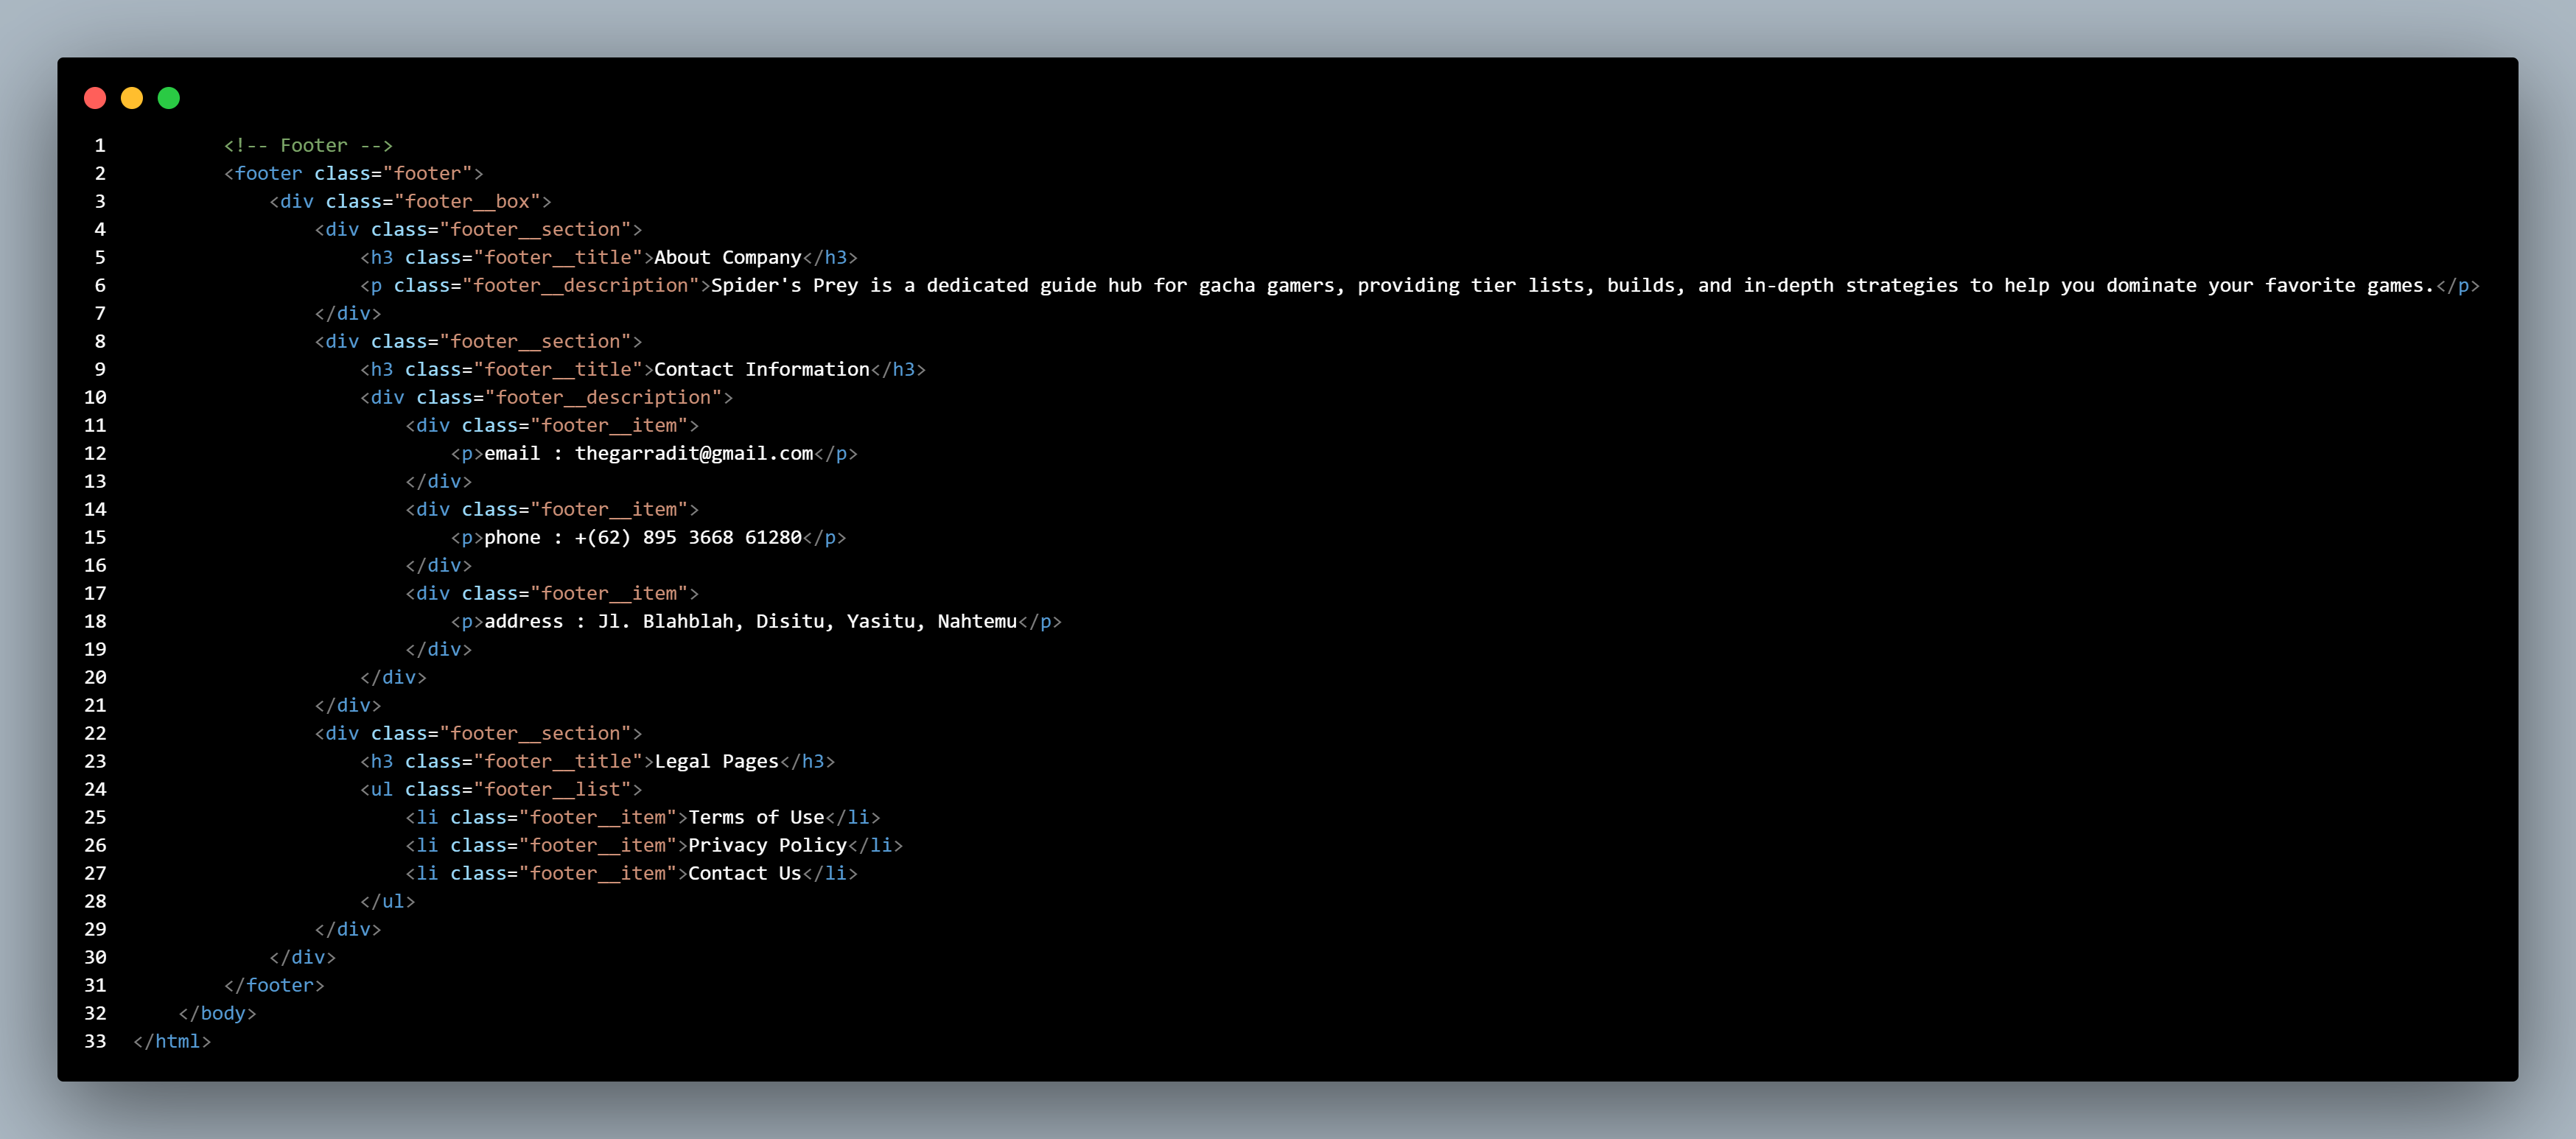 1 <!-- Footer -->
2 <footer class="footer">
3 <div class="footer__box">
4 <div class="footer__section">
5 <h3 class="footer__title">About Company</h3>
6 <p class="footer__description">Spider's Prey is a dedicated guide hub for gacha gamers, providing tier lists, builds, and in-depth strategies to help you dominate your favorite games.</p>
7 </div>
8 <div class="footer__section">
9 <h3 class="footer__title">Contact Information</h3>
10 <div class="footer__description">
11 <div class="footer__item">
12 <p>email : thegarradit@gmail.com</p>
13 </div>
14 <div class="footer__item">
15 <p>phone : +(62) 895 3668 61280</p>
16 </div>
17 <div class="footer__item">
18 <p>address : Jl. Blahblah, Disitu, Yasitu, Nahtemu</p>
19 </div>
20 </div>
21 </div>
22 <div class="footer__section">
23 <h3 class="footer__title">Legal Pages</h3>
24 <ul class="footer__list">
25 <li class="footer__item">Terms of Use</li>
26 <li class="footer__item">Privacy Policy</li>
27 <li class="footer__item">Contact Us</li>
28 </ul>
29 </div>
30 </div>
31 </footer>
32 </body>
33 </html>